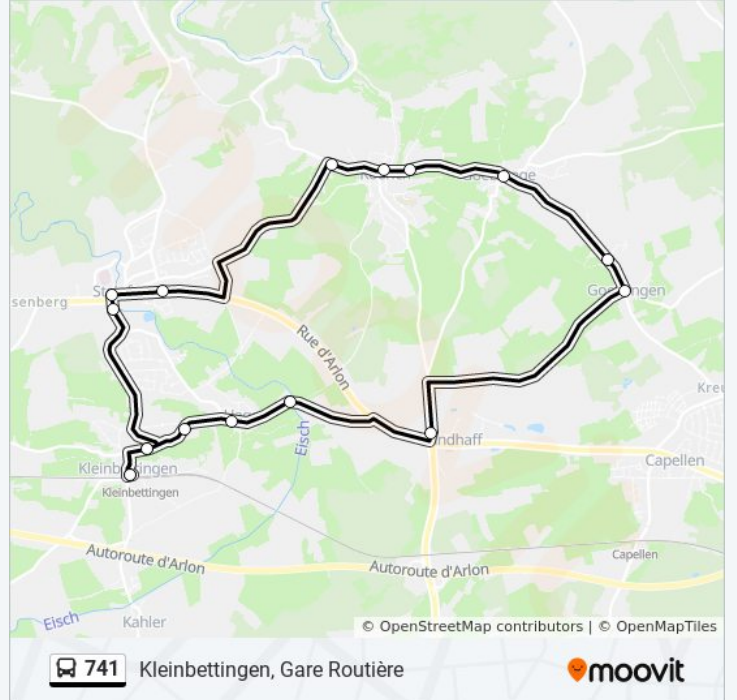 senberg
Rue d'Arlon
Eisch
ndhaff
Capellen
Kleinbettingen
Kleinbettingen
Capellen
Autoroute d'Arlon
Autoroute d'Arlon
Eisch
Kahler
© OpenStreetMap contributors | © OpenMapTiles
741 Kleinbettingen, Gare Routière
moovit